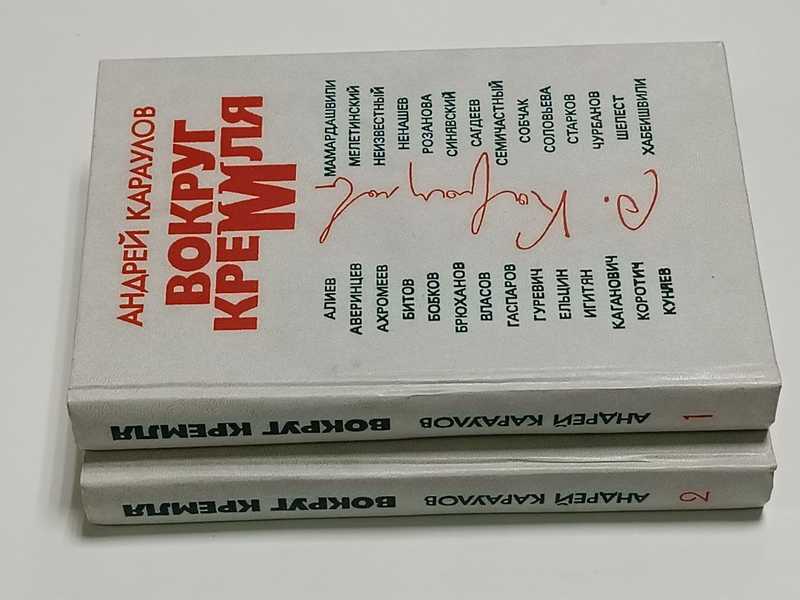 АНДРЕЙ КАРАУЛОВ
ВОКРУГ
КРЕМЛЯ
АЛИЕВ
АВЕРИНЦЕВ
АХРОМЕЕВ
БИТОВ
БОБКОВ
БРЮХАНОВ
ВЛАСОВ
ГАСПАРОВ
ГУРЕВИЧ
ЕЛЬЦИН
ИГИТЯН
КАГАНОВИЧ
КОРОТИЧ
КУНЯЕВ
МАМАРДАШВИЛИ
МЕЛЕТИНСКИЙ
НЕИЗВЕСТНЫЙ
НЕНАШЕВ
РОЗАНОВА
СИНЯВСКИЙ
САГДЕЕВ
СЕМИЧАСТНЫЙ
СОБЧАК
СОЛОВЬЕВА
СТАРКОВ
ЧУРБАНОВ
ШЕЛЕСТ
ХАБЕИШВИЛИ
1 АНДРЕЙ КАРАУЛОВ ВОКРУГ КРЕМЛЯ
2 АНДРЕЙ КАРАУЛОВ ВОКРУГ КРЕМЛЯ